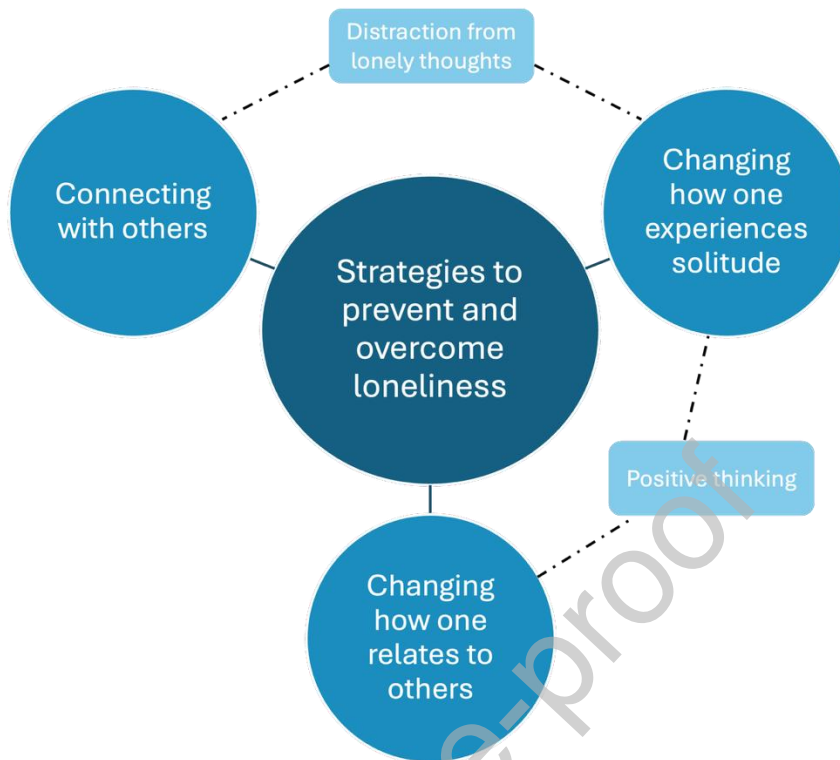 Distraction from
lonely thoughts
Connecting
with others
Changing
how one
experiences
solitude
Strategies to
prevent and
overcome
loneliness
Positive thinking
Changing
how one
relates to
others
e-proof